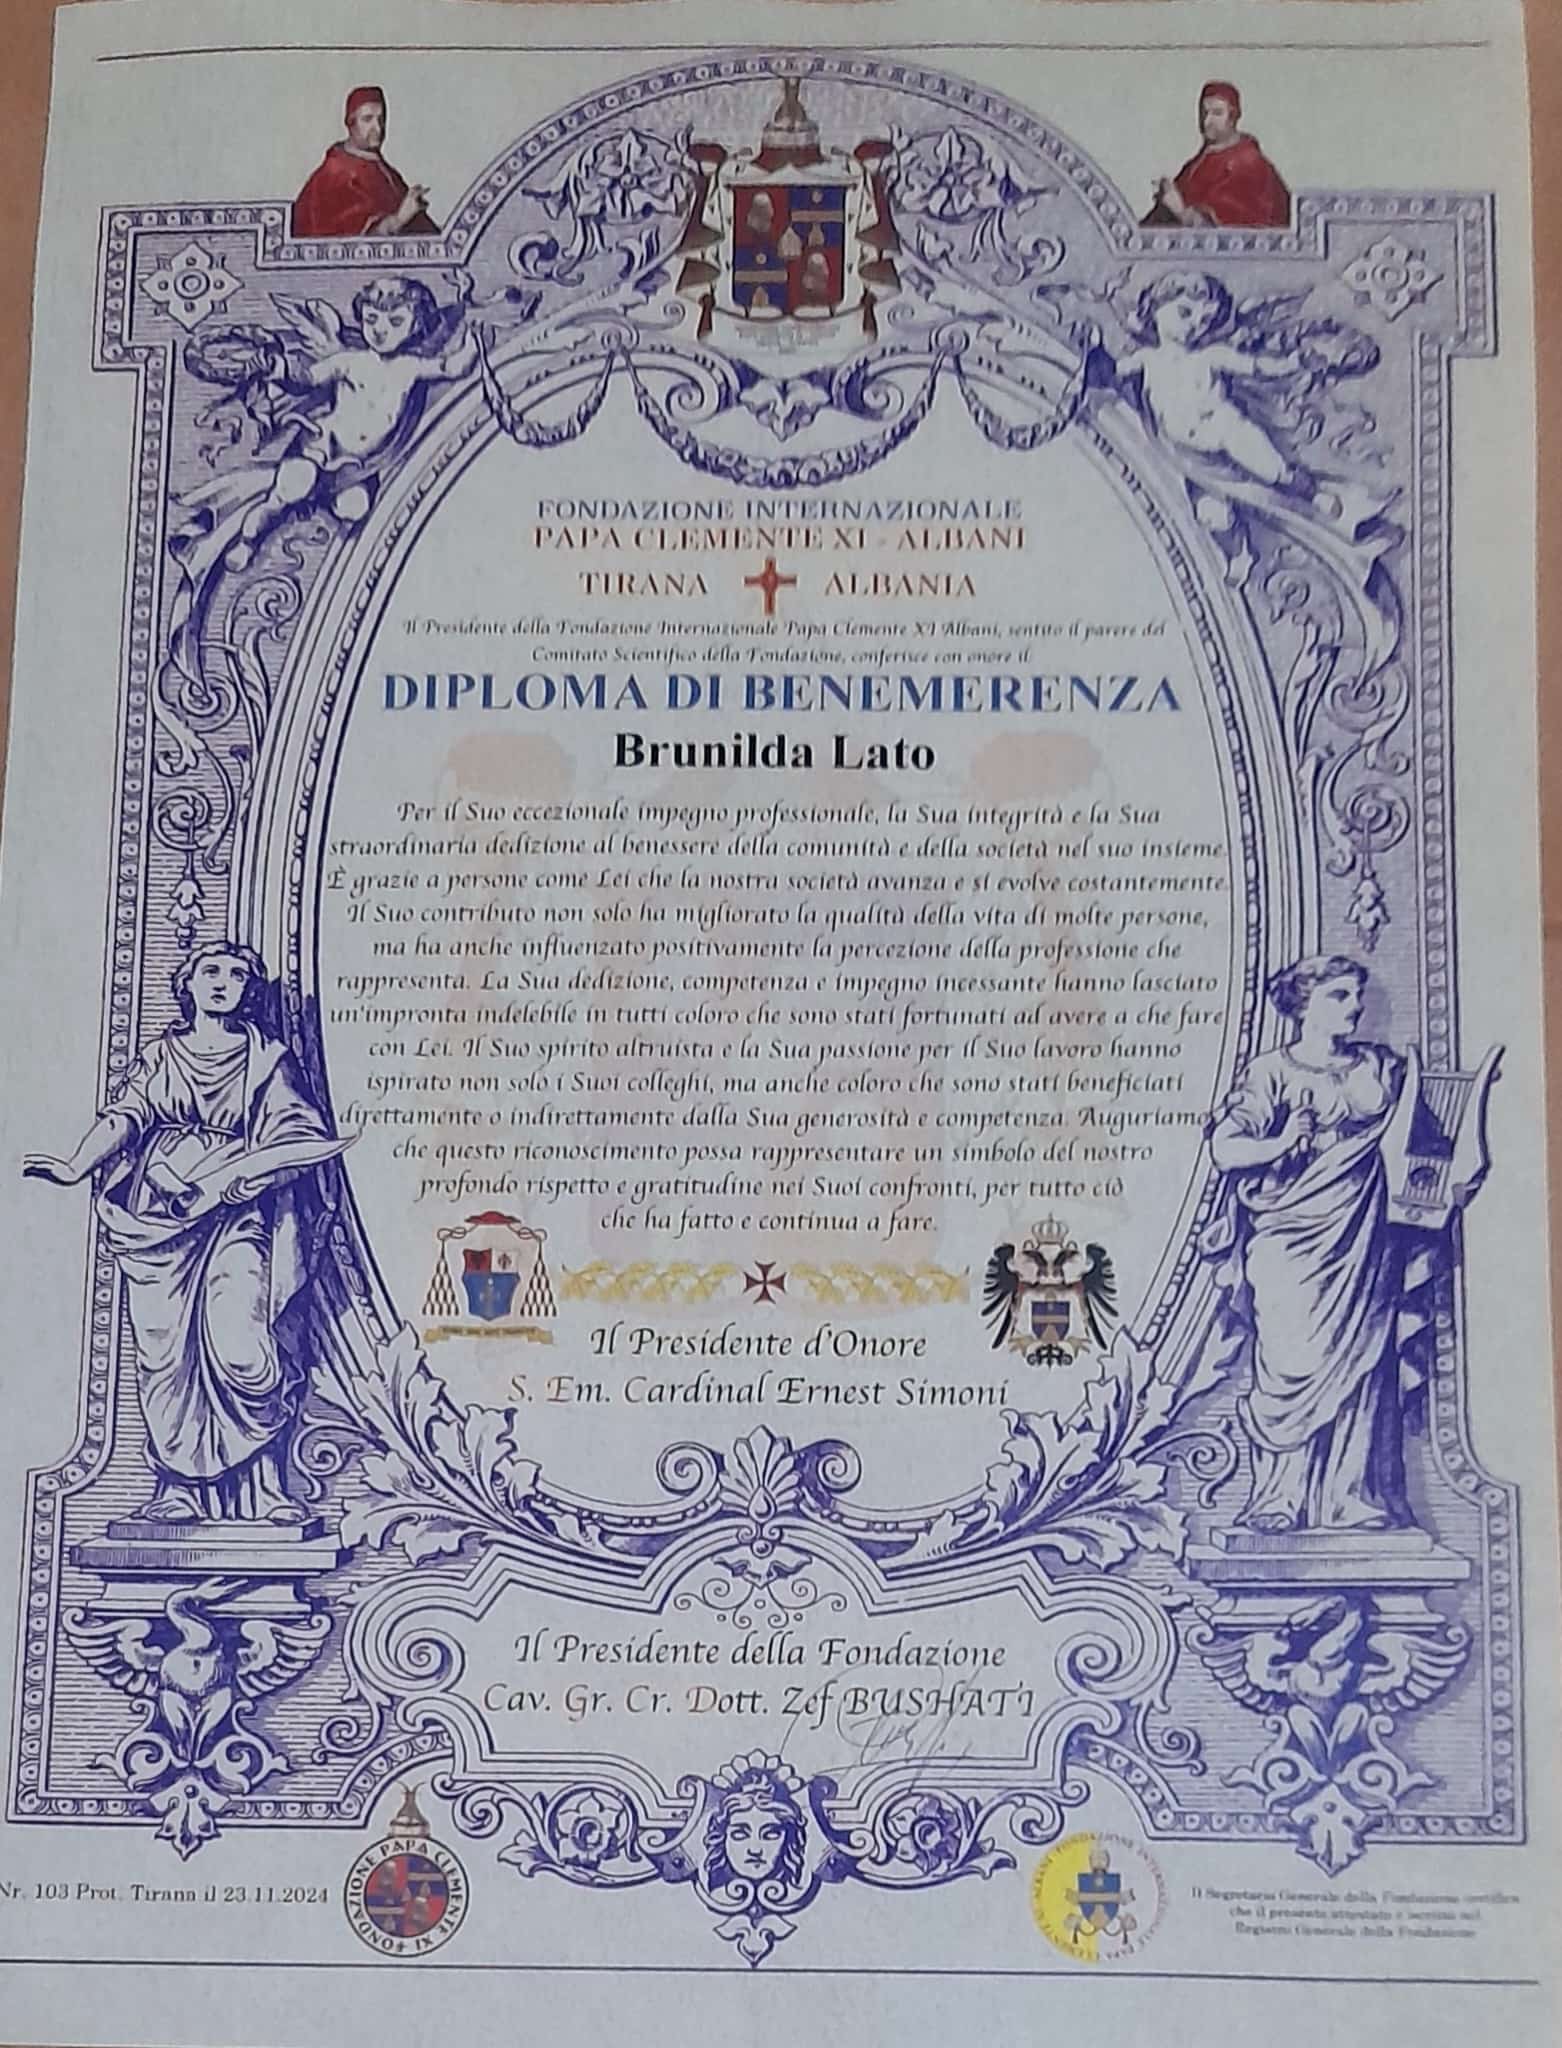 FONDAZIONE INTERNAZIONALE
PAPA CLEMENTE XI - ALBANI
TIRANA ALBANIA
Il Presidente della Fondazione Internazionale Papa Clemente XI Albani, sentito il parere del
Comitato Scientifico della Fondazione, conferisce con onore il
DIPLOMA DI BENEMERENZA
Brunilda Lato
Per il Suo eccezionale impegno professionale, la Sua integrità e la Sua
straordinaria dedizione al benessere della comunità e della società nel suo insieme.
È grazie a persone come Lei che la nostra società avanza e si evolve costantemente.
Il Suo contributo non solo ha migliorato la qualità della vita di molte persone,
ma ha anche influenzato positivamente la percezione della professione che
rappresenta. La Sua dedizione, competenza e impegno incessante hanno lasciato
un'impronta indelebile in tutti coloro che sono stati fortunati ad avere a che fare
con Lei. Il Suo spirito altruista e la Sua passione per il Suo lavoro hanno
ispirato non solo i Suoi colleghi, ma anche coloro che sono stati beneficiati
direttamente o indirettamente dalla Sua generosità e competenza. Auguriamo
che questo riconoscimento possa rappresentare un simbolo del nostro
profondo rispetto e gratitudine nei Suoi confronti, per tutto ciò
che ha fatto e continua a fare.
Il Presidente d'Onore
S. Em. Cardinal Ernest Simoni
Il Presidente della Fondazione
Cav. Gr. Cr. Dott. Zef BUSHATI
Nr. 103 Prot. Tirana il 23.11.2024
FONDAZIONE PAPA CLEMENTE XI
Il Segretario Generale della Fondazione certifica
che il presente attestato è iscritto nel
Registro Generale della Fondazione